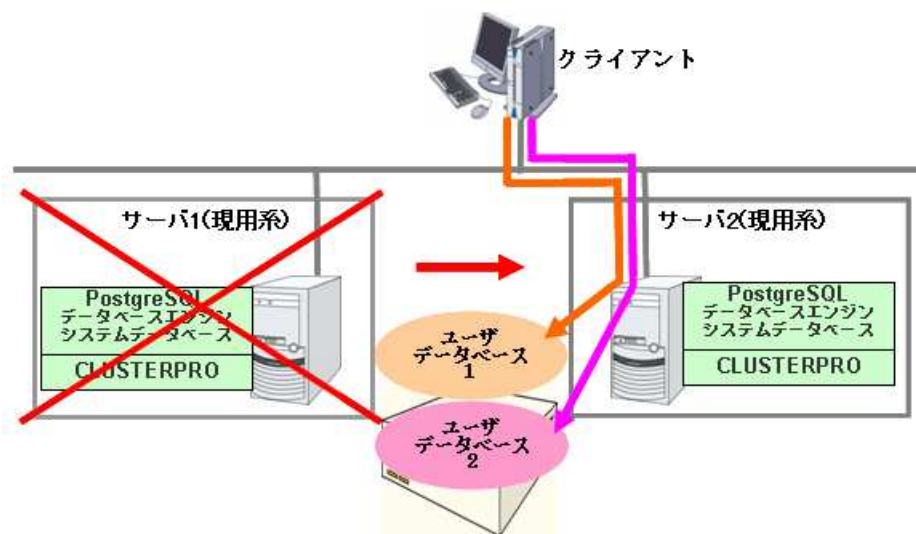 クライアント
サーバ1(現用系)
PostgreSQL
データベースエンジン
システムデータベース
CLUSTERPRO
サーバ2(現用系)
PostgreSQL
データベースエンジン
システムデータベース
CLUSTERPRO
ユーザ
データベース
1
ユーザ
データベース
2